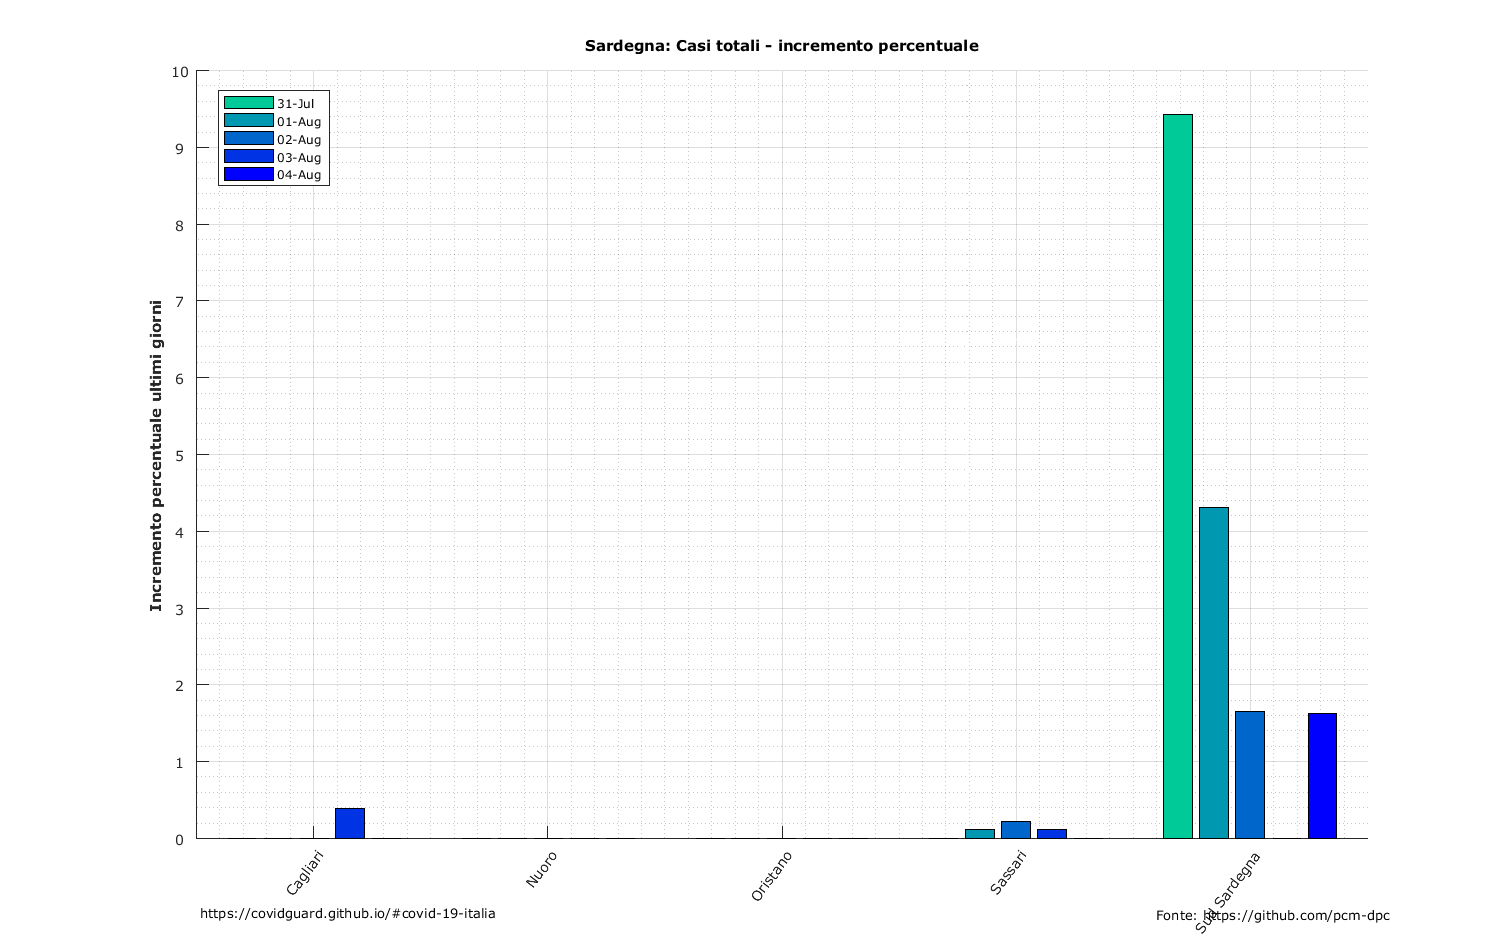 Sardegna: Casi totali - incremento percentuale
10
9
8
7
6
5
4
3
2
1
0
31-Jul
01-Aug
02-Aug
03-Aug
04-Aug
Incremento percentuale ultimi giorni
Cagliari
Nuoro
Oristano
Sassari
Sud Sardegna
https://covidguard.github.io/#covid-19-italia
Fonte: https://github.com/pcm-dpc